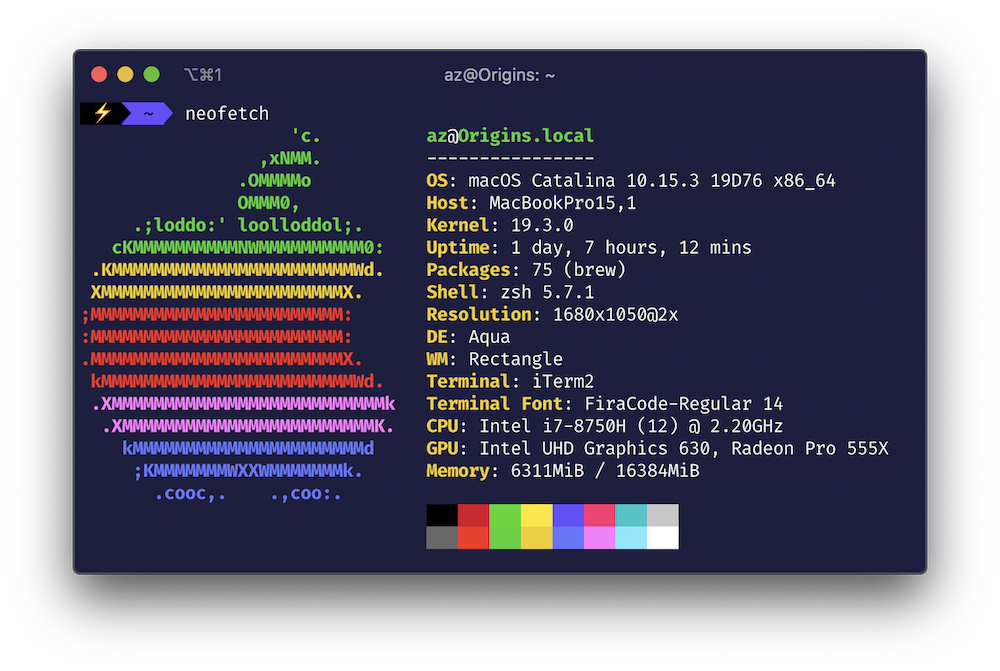 ⌥⌘1 az@Origins: ~
⚡ ~ neofetch
'c.
,xNMM.
.OMMMMo
OMMM0,
.;loddo:' loolloddol;.
cKMMMMMMMMMMNWMMMMMMMMMM0:
.KMMMMMMMMMMMMMMMMMMMMMMMWd.
XMMMMMMMMMMMMMMMMMMMMMMMX.
;MMMMMMMMMMMMMMMMMMMMMMMM:
:MMMMMMMMMMMMMMMMMMMMMMMM:
.MMMMMMMMMMMMMMMMMMMMMMMMX.
kMMMMMMMMMMMMMMMMMMMMMMMMWd.
.XMMMMMMMMMMMMMMMMMMMMMMMMMMk
.XMMMMMMMMMMMMMMMMMMMMMMMMK.
kMMMMMMMMMMMMMMMMMMMMMMd
;KMMMMMMMWXXWMMMMMMMk.
.cooc,. .,coo:.
az@Origins.local
----------------
OS: macOS Catalina 10.15.3 19D76 x86_64
Host: MacBookPro15,1
Kernel: 19.3.0
Uptime: 1 day, 7 hours, 12 mins
Packages: 75 (brew)
Shell: zsh 5.7.1
Resolution: 1680x1050@2x
DE: Aqua
WM: Rectangle
Terminal: iTerm2
Terminal Font: FiraCode-Regular 14
CPU: Intel i7-8750H (12) @ 2.20GHz
GPU: Intel UHD Graphics 630, Radeon Pro 555X
Memory: 6311MiB / 16384MiB